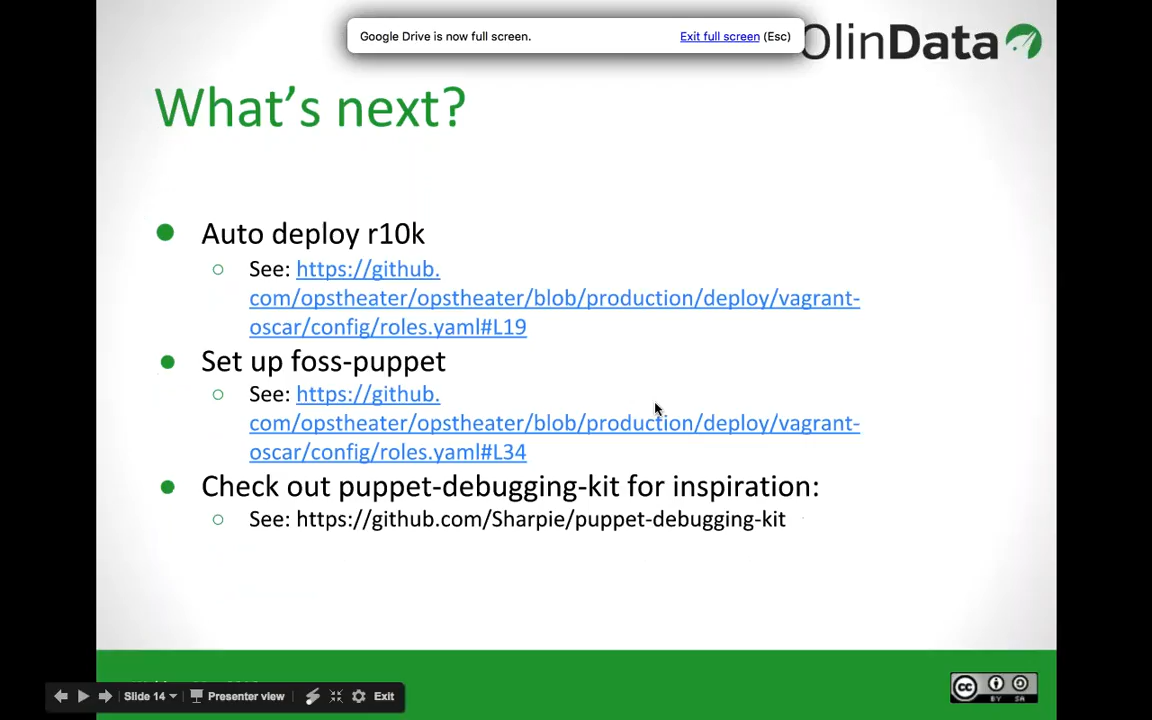 Google Drive is now full screen. Exit full screen (Esc)
OlinData
What's next?
Auto deploy r10k
See: https://github.
com/opstheater/opstheater/blob/production/deploy/vagrant-
oscar/config/roles.yaml#L19
Set up foss-puppet
See: https://github.
com/opstheater/opstheater/blob/production/deploy/vagrant-
oscar/config/roles.yaml#L34
Check out puppet-debugging-kit for inspiration:
See: https://github.com/Sharpie/puppet-debugging-kit
Slide 14 Presenter view Exit
cc BY SA